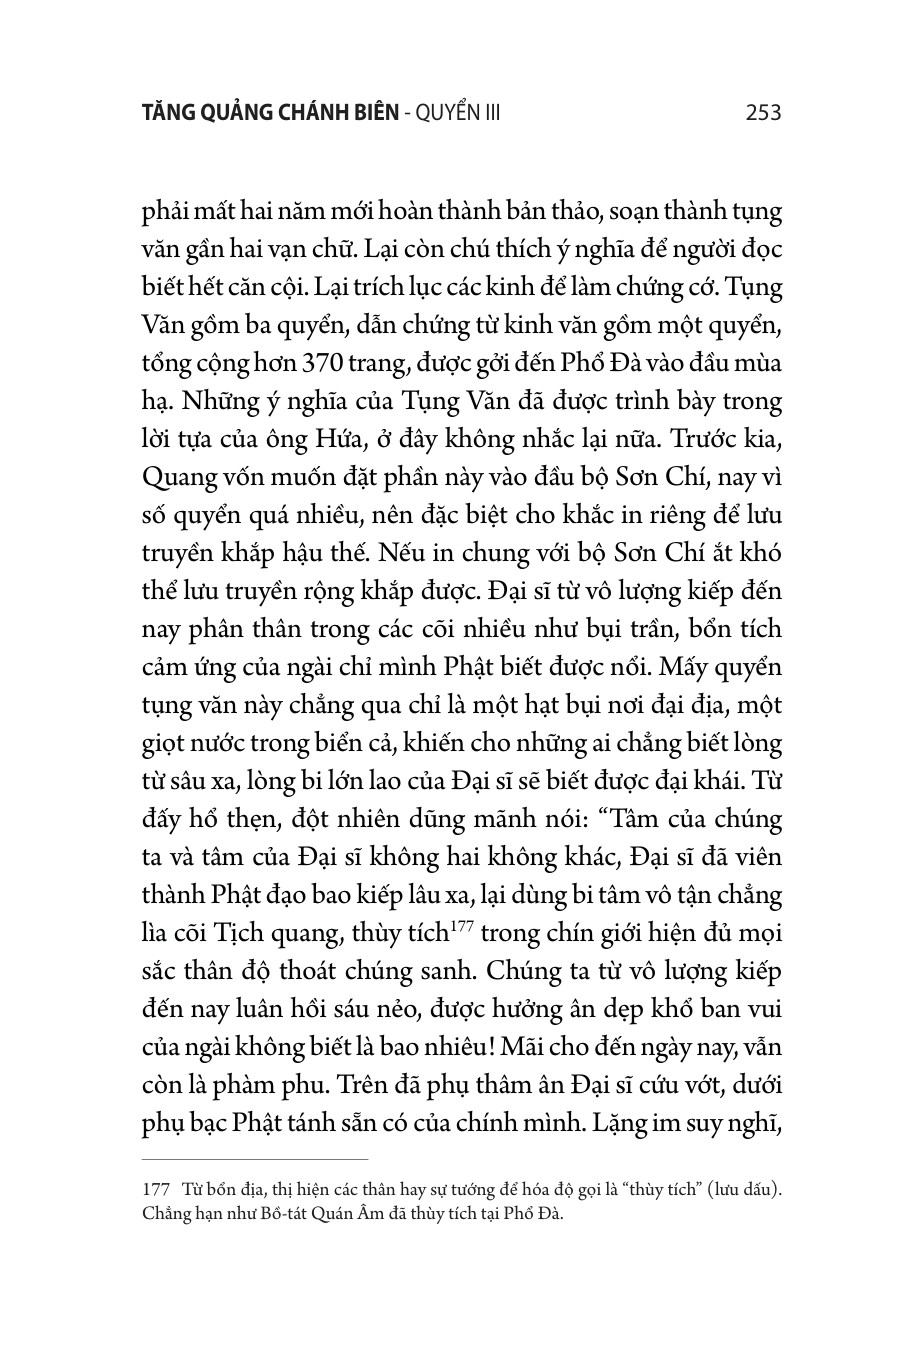 TĂNG QUẢNG CHÁNH BIÊN - QUYỂN III 253
phải mất hai năm mới hoàn thành bản thảo, soạn thành tụng
văn gần hai vạn chữ. Lại còn chú thích ý nghĩa để người đọc
biết hết căn cội. Lại trích lục các kinh để làm chứng cớ. Tụng
Văn gồm ba quyển, dẫn chứng từ kinh văn gồm một quyển,
tổng cộng hơn 370 trang, được gởi đến Phổ Đà vào đầu mùa
hạ. Những ý nghĩa của Tụng Văn đã được trình bày trong
lời tựa của ông Hứa, ở đây không nhắc lại nữa. Trước kia,
Quang vốn muốn đặt phần này vào đầu bộ Sơn Chí, nay vì
số quyển quá nhiều, nên đặc biệt cho khắc in riêng để lưu
truyền khắp hậu thế. Nếu in chung với bộ Sơn Chí ắt khó
thể lưu truyền rộng khắp được. Đại sĩ từ vô lượng kiếp đến
nay phân thân trong các cõi nhiều như bụi trần, bổn tích
cảm ứng của ngài chỉ mình Phật biết được nổi. Mấy quyển
tụng văn này chẳng qua chỉ là một hạt bụi nơi đại địa, một
giọt nước trong biển cả, khiến cho những ai chẳng biết lòng
từ sâu xa, lòng bi lớn lao của Đại sĩ sẽ biết được đại khái. Từ
đấy hổ thẹn, đột nhiên dũng mãnh nói: “Tâm của chúng
ta và tâm của Đại sĩ không hai không khác, Đại sĩ đã viên
thành Phật đạo bao kiếp lâu xa, lại dùng bi tâm vô tận chẳng
lìa cõi Tịch quang, thùy tích177 trong chín giới hiện đủ mọi
sắc thân độ thoát chúng sanh. Chúng ta từ vô lượng kiếp
đến nay luân hồi sáu nẻo, được hưởng ân dẹp khổ ban vui
của ngài không biết là bao nhiêu! Mãi cho đến ngày nay, vẫn
còn là phàm phu. Trên đã phụ thâm ân Đại sĩ cứu vớt, dưới
phụ bạc Phật tánh sẵn có của chính mình. Lặng im suy nghĩ,
177 Từ bổn địa, thị hiện các thân hay sự tướng để hóa độ gọi là “thùy tích” (lưu dấu).
Chẳng hạn như Bồ-tát Quán Âm đã thùy tích tại Phổ Đà.